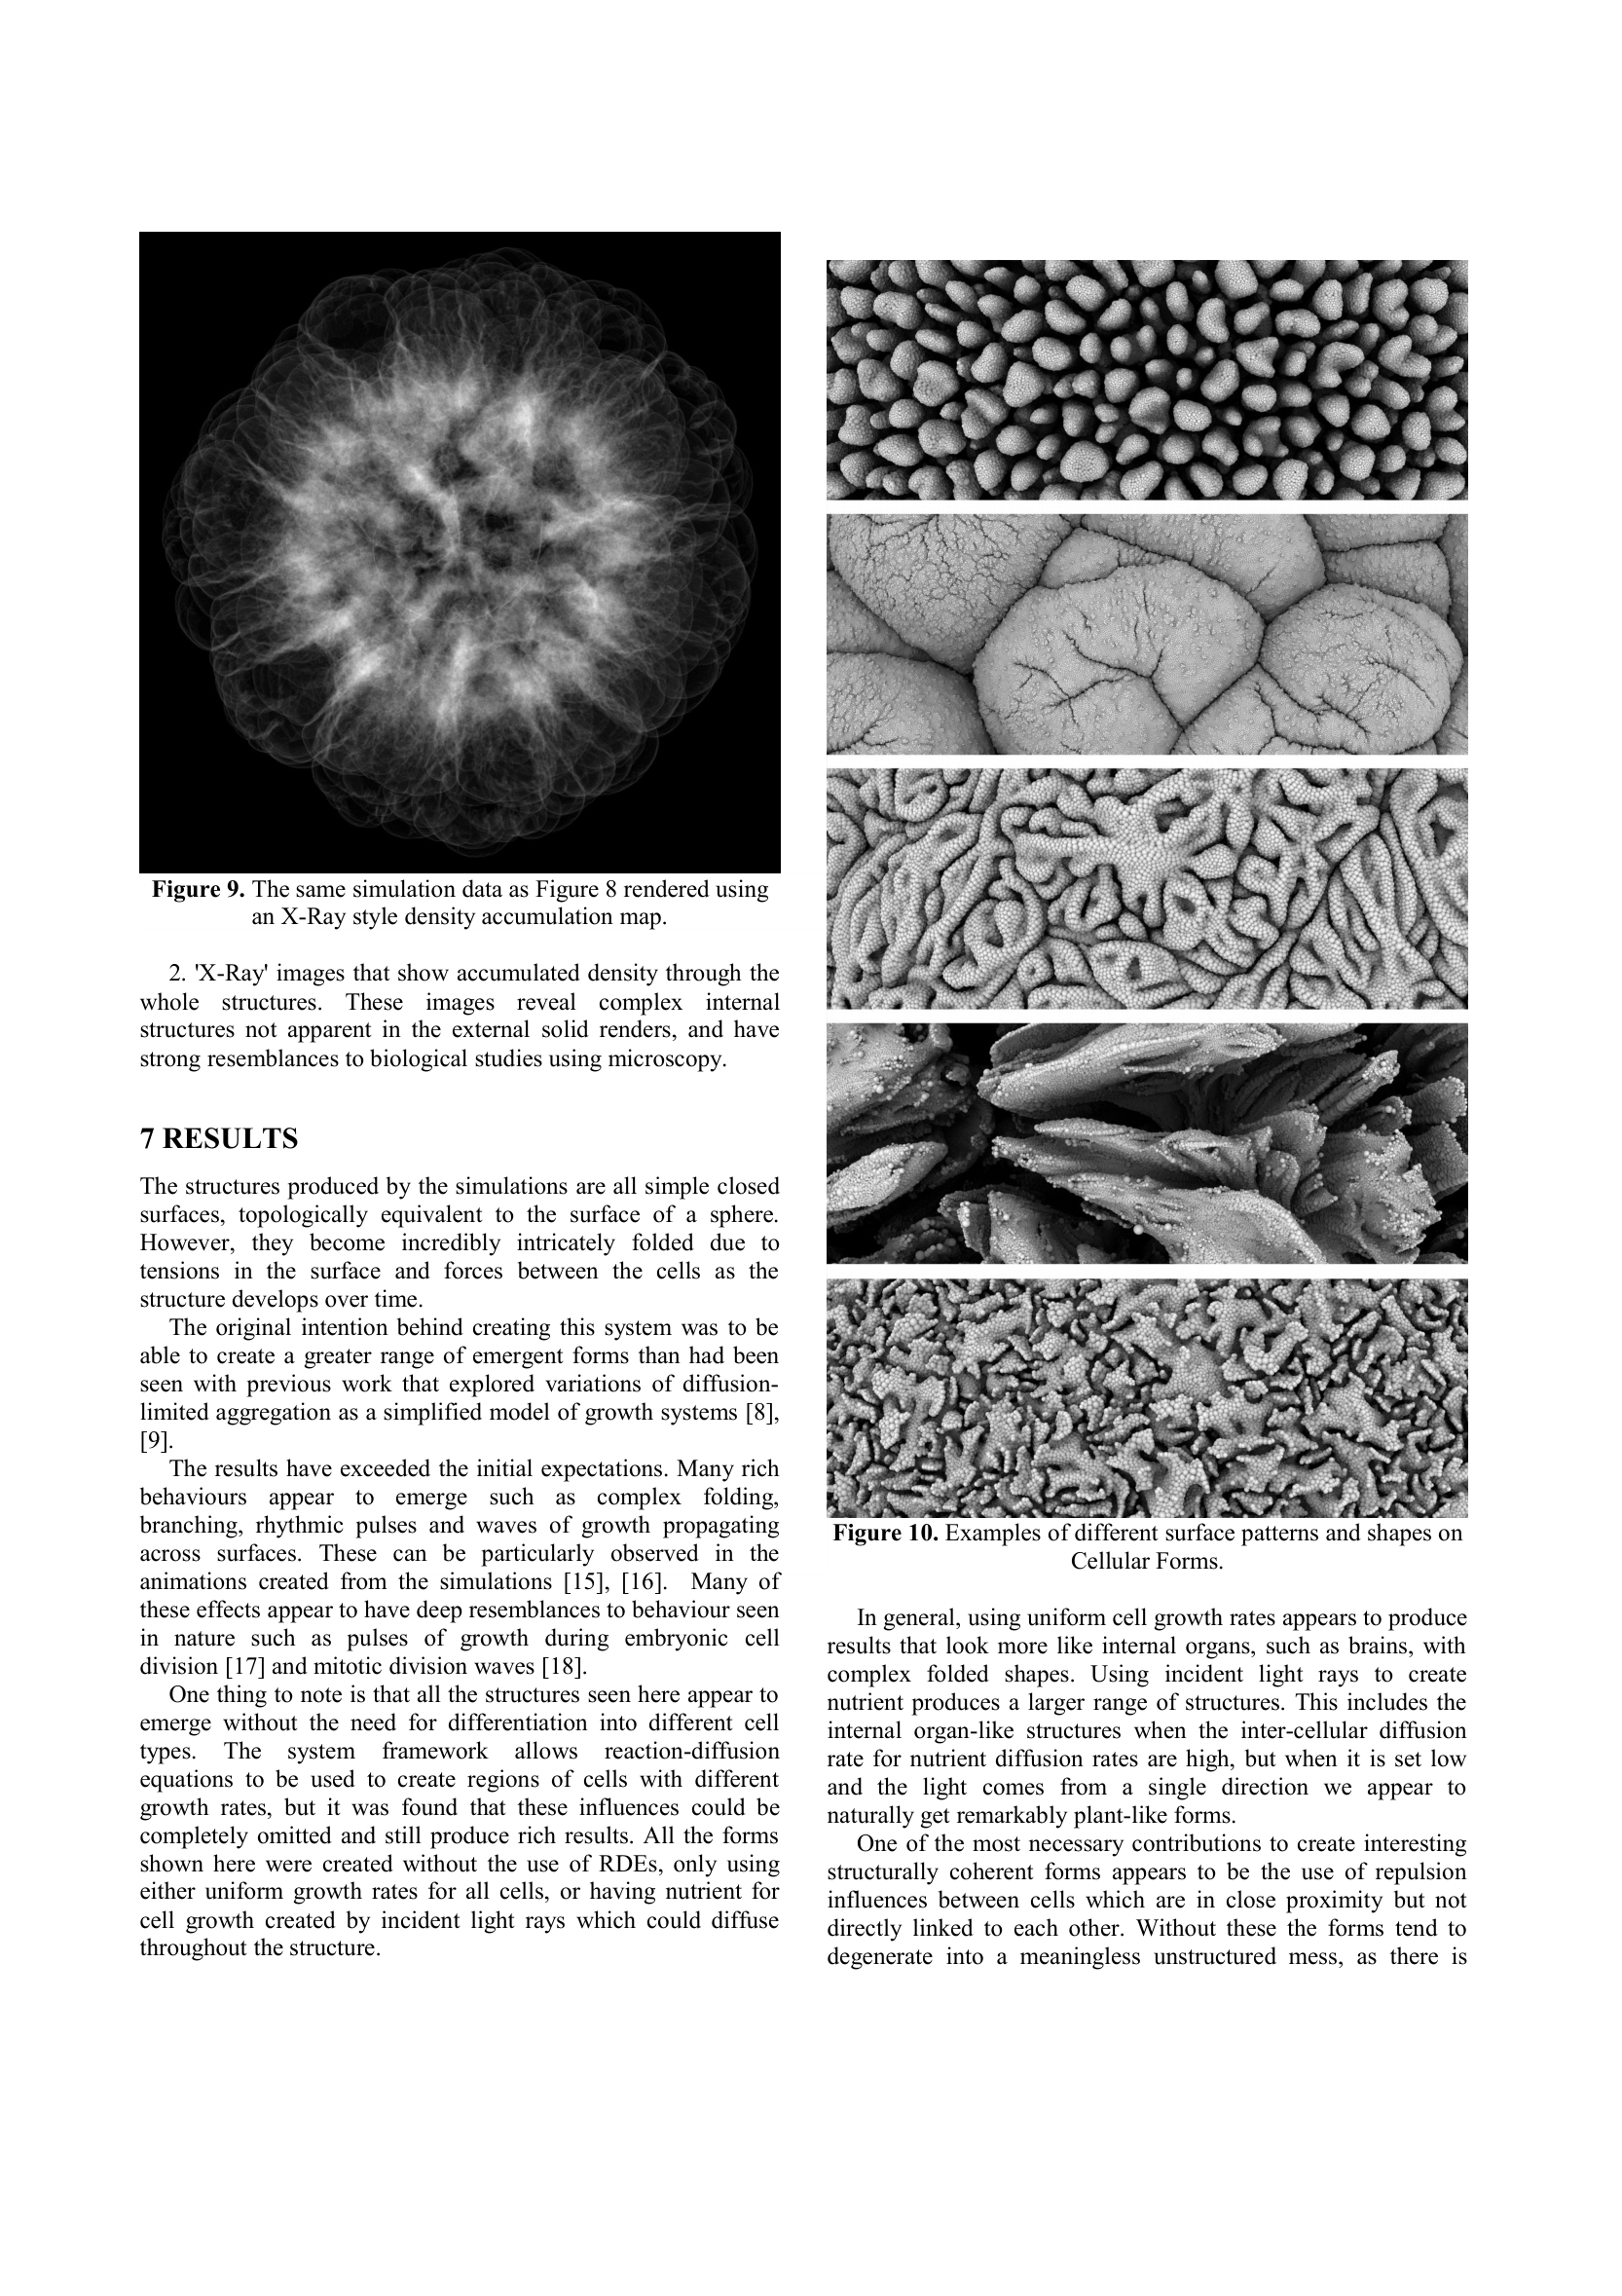 Figure 9. The same simulation data as Figure 8 rendered using
an X-Ray style density accumulation map.
2. 'X-Ray' images that show accumulated density through the
whole structures. These images reveal complex internal
structures not apparent in the external solid renders, and have
strong resemblances to biological studies using microscopy.
7 RESULTS
The structures produced by the simulations are all simple closed
surfaces, topologically equivalent to the surface of a sphere.
However, they become incredibly intricately folded due to
tensions in the surface and forces between the cells as the
structure develops over time.
The original intention behind creating this system was to be
able to create a greater range of emergent forms than had been
seen with previous work that explored variations of diffusion-
limited aggregation as a simplified model of growth systems [8],
[9].
The results have exceeded the initial expectations. Many rich
behaviours appear to emerge such as complex folding,
branching, rhythmic pulses and waves of growth propagating
across surfaces. These can be particularly observed in the
animations created from the simulations [15], [16]. Many of
these effects appear to have deep resemblances to behaviour seen
in nature such as pulses of growth during embryonic cell
division [17] and mitotic division waves [18].
One thing to note is that all the structures seen here appear to
emerge without the need for differentiation into different cell
types. The system framework allows reaction-diffusion
equations to be used to create regions of cells with different
growth rates, but it was found that these influences could be
completely omitted and still produce rich results. All the forms
shown here were created without the use of RDEs, only using
either uniform growth rates for all cells, or having nutrient for
cell growth created by incident light rays which could diffuse
throughout the structure.
Figure 10. Examples of different surface patterns and shapes on
Cellular Forms.
In general, using uniform cell growth rates appears to produce
results that look more like internal organs, such as brains, with
complex folded shapes. Using incident light rays to create
nutrient produces a larger range of structures. This includes the
internal organ-like structures when the inter-cellular diffusion
rate for nutrient diffusion rates are high, but when it is set low
and the light comes from a single direction we appear to
naturally get remarkably plant-like forms.
One of the most necessary contributions to create interesting
structurally coherent forms appears to be the use of repulsion
influences between cells which are in close proximity but not
directly linked to each other. Without these the forms tend to
degenerate into a meaningless unstructured mess, as there is